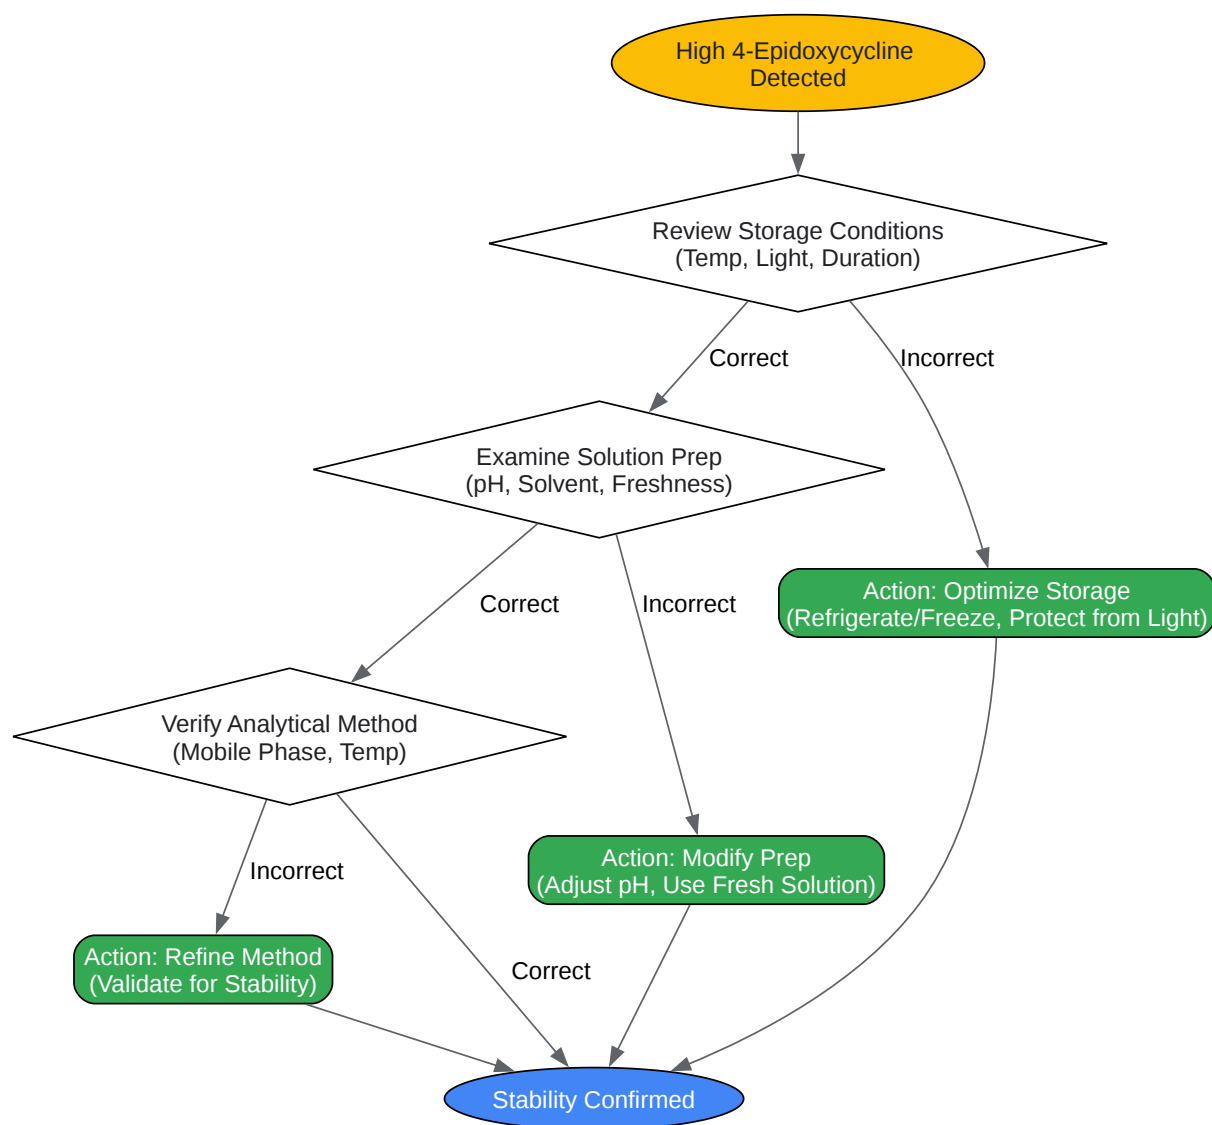 High 4-Epidoxycycline
Detected
Review Storage Conditions
(Temp, Light, Duration)
Correct
Incorrect
Examine Solution Prep
(pH, Solvent, Freshness)
Correct
Incorrect
Action: Optimize Storage
(Refrigerate/Freeze, Protect from Light)
Verify Analytical Method
(Mobile Phase, Temp)
Incorrect
Action: Modify Prep
(Adjust pH, Use Fresh Solution)
Action: Refine Method
(Validate for Stability)
Correct
Stability Confirmed